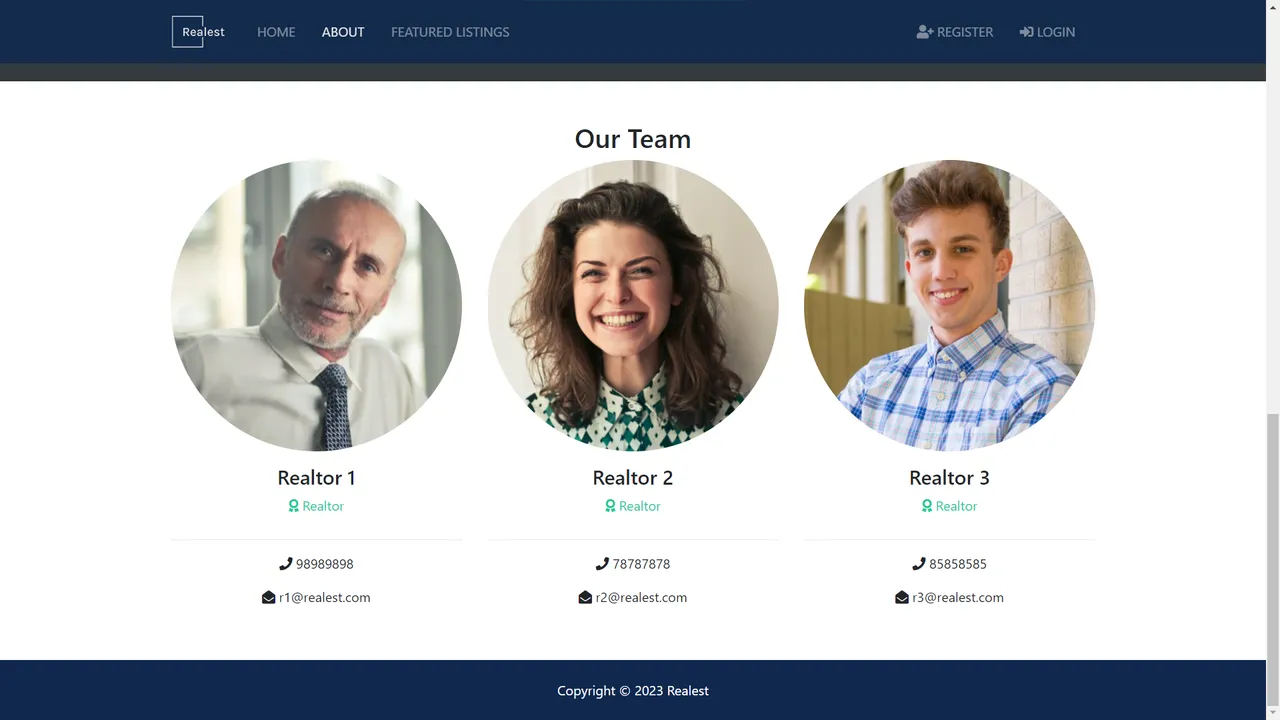 Realest HOME ABOUT FEATURED LISTINGS REGISTER LOGIN
Our Team
Realtor 1 Realtor 2 Realtor 3
Realtor Realtor Realtor
98989898 78787878 85858585
r1@realest.com r2@realest.com r3@realest.com
Copyright © 2023 Realest